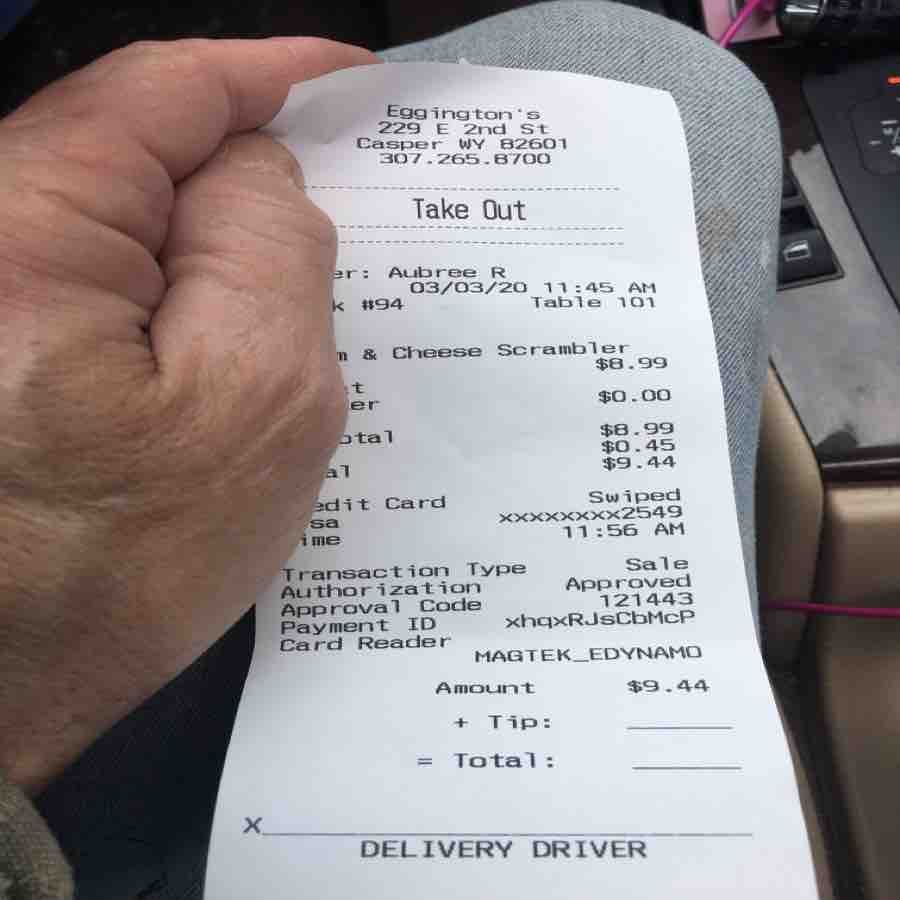 Eggington's
229 E 2nd St
Casper WY 82601
307.265.8700
Take Out
er: Aubree R
03/03/20 11:45 AM
k #94 Table 101
m & Cheese Scrambler
$8.99
t
er $0.00
otal $8.99
$0.45
al $9.44
edit Card Swiped
sa xxxxxxxx2549
ime 11:56 AM
Transaction Type Sale
Authorization Approved
Approval Code 121443
Payment ID xhqxRJsCbMcP
Card Reader
MAGTEK_EDYNAMO
Amount $9.44
+ Tip:
= Total:
X
DELIVERY DRIVER